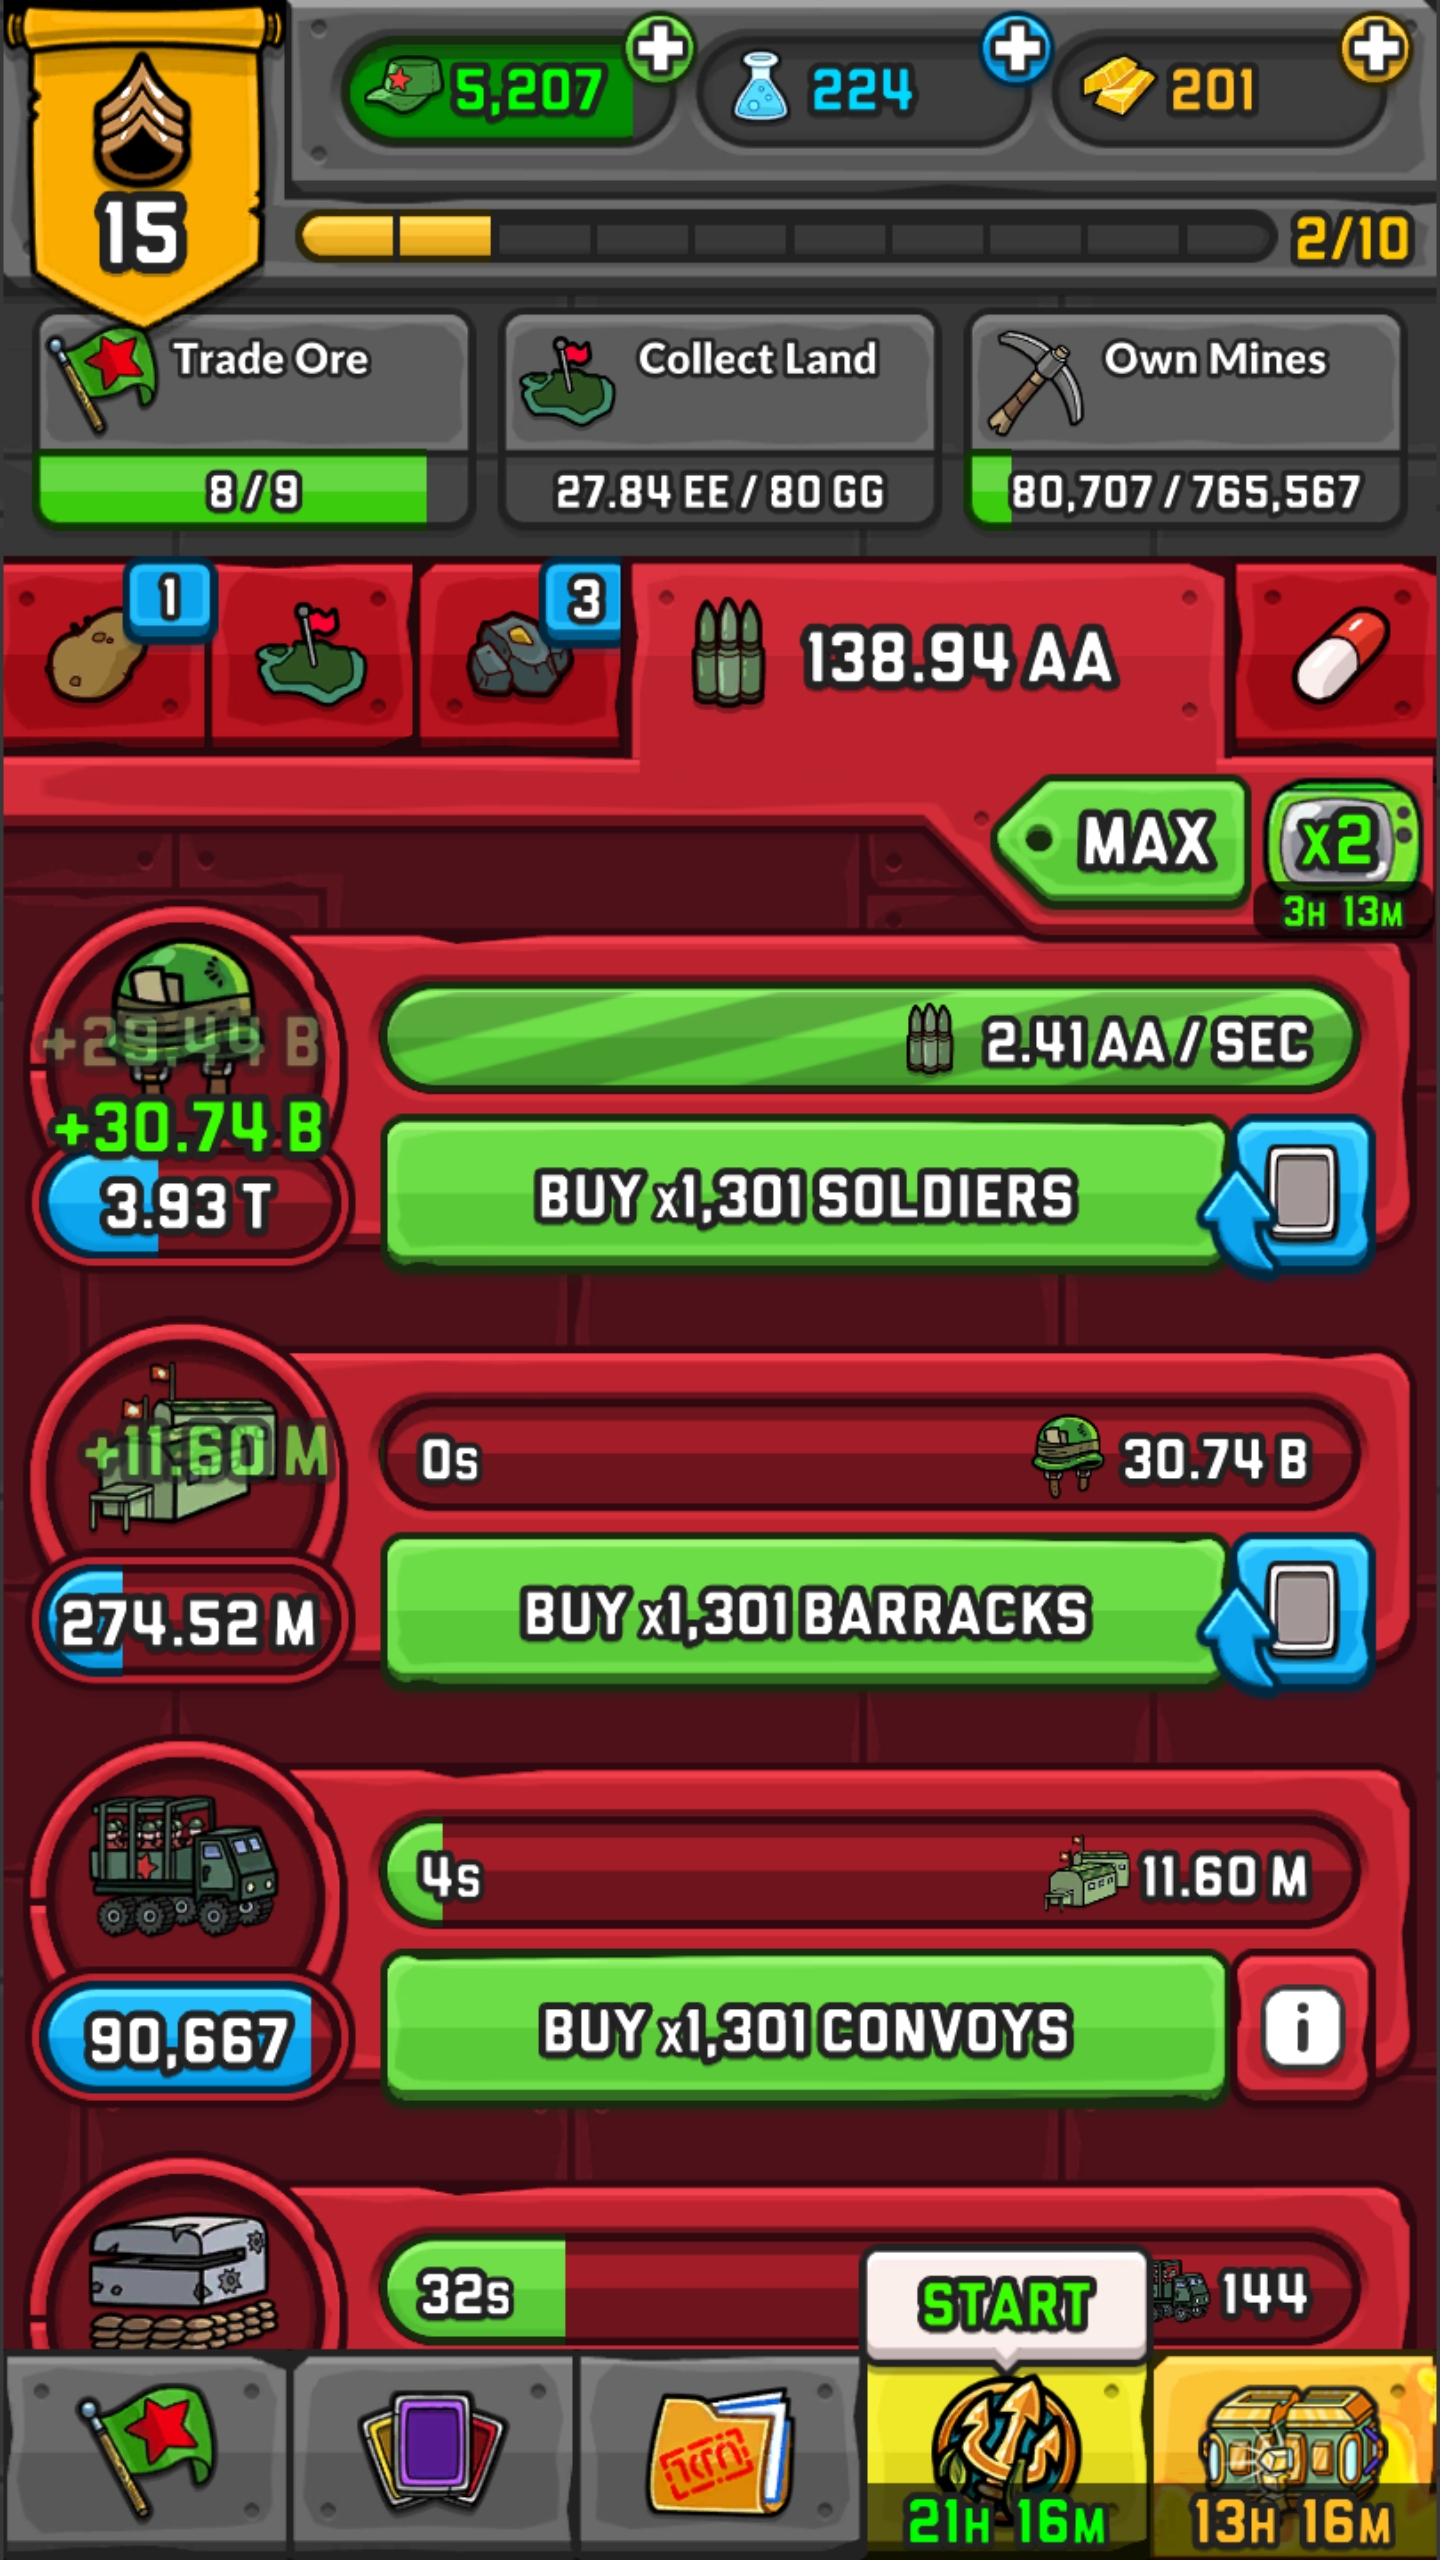 5,207
224
201
15
2/10
Trade Ore
Collect Land
Own Mines
8/9
27.84 EE / 80 GG
80,707 / 765,567
1
3
138.94 AA
MAX
x2
3H 13M
+29.44 B
2.41 AA / SEC
+30.74 B
3.93 T
BUY x1,301 SOLDIERS
+11.60 M
0s
30.74 B
274.52 M
BUY x1,301 BARRACKS
4s
11.60 M
90,667
BUY x1,301 CONVOYS
i
32s
144
START
21H 16M
13H 16M